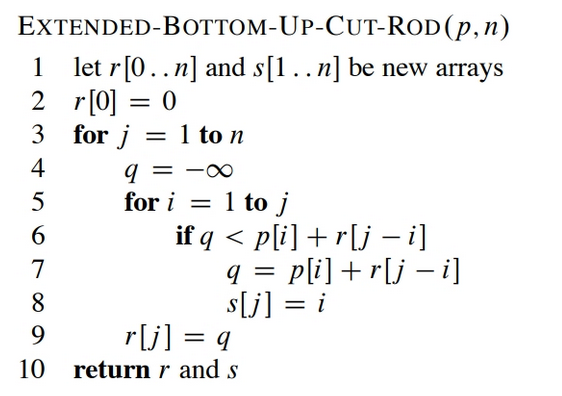 EXTENDED-BOTTOM-UP-CUT-ROD(p, n)
1 let r[0 . . n] and s[1 . . n] be new arrays
2 r[0] = 0
3 for j = 1 to n
4 q = −∞
5 for i = 1 to j
6 if q < p[i] + r[j − i]
7 q = p[i] + r[j − i]
8 s[j] = i
9 r[j] = q
10 return r and s